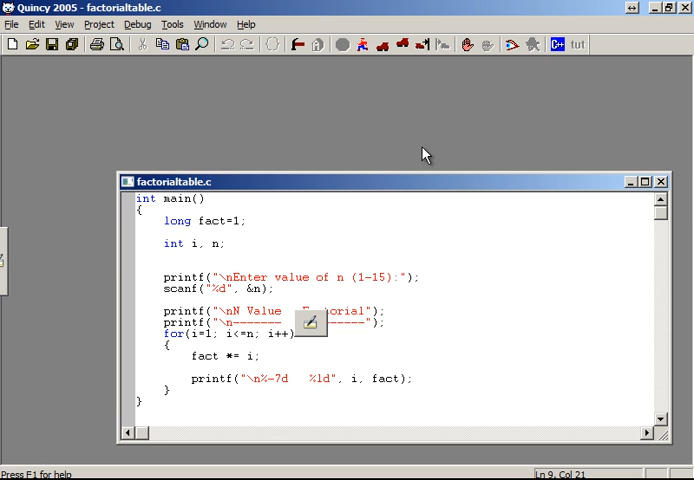 Quincy 2005 - factorialtable.c
File Edit View Project Debug Tools Window Help
C++ tut
factorialtable.c
int main()
{
long fact=1;
int i, n;
printf("\nEnter value of n (1-15):");
scanf("%d", &n);
printf("\nN Value torial");
printf("\n------- ------");
for(i=1; i<=n; i++)
{
fact *= i;
printf("\n%-7d %ld", i, fact);
}
}
Press F1 for help
Ln 9, Col 21